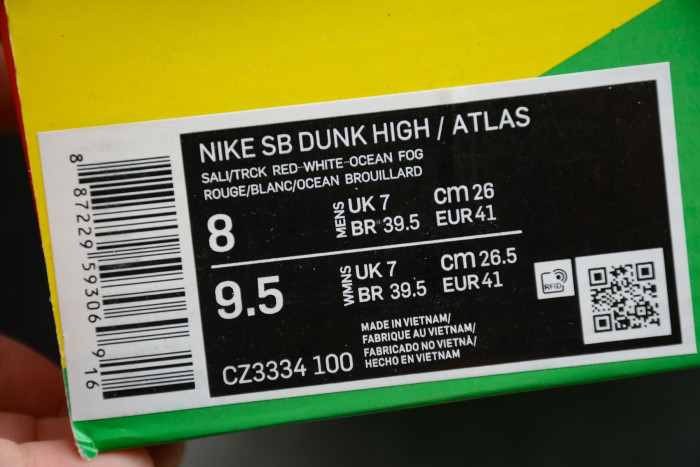 NIKE SB DUNK HIGH / ATLAS
SAIL/TRCK RED-WHITE-OCEAN FOG
ROUGE/BLANC/OCEAN BROUILLARD
8
MENS
UK 7
BR 39.5
cm 26
EUR 41
9.5
WMNS
UK 7
BR 39.5
cm 26.5
EUR 41
RFID
MADE IN VIETNAM/
FABRIQUE AU VIETNAM/
FABRICADO NO VIETNÃ/
HECHO EN VIETNAM
CZ3334 100
8 87229 59306 916